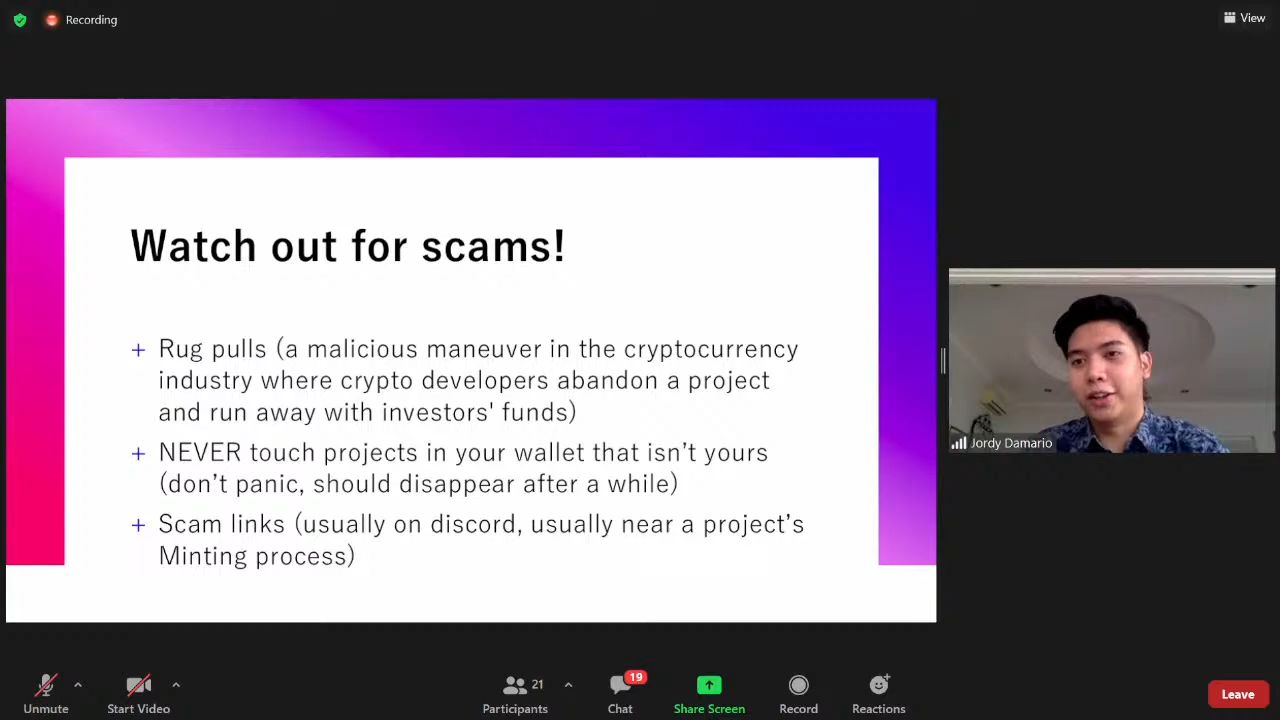 Recording
View
Watch out for scams!
+ Rug pulls (a malicious maneuver in the cryptocurrency
industry where crypto developers abandon a project
and run away with investors' funds)
+ NEVER touch projects in your wallet that isn’t yours
(don’t panic, should disappear after a while)
+ Scam links (usually on discord, usually near a project’s
Minting process)
Jordy Damario
Unmute
Start Video
21
Participants
19
Chat
Share Screen
Record
Reactions
Leave